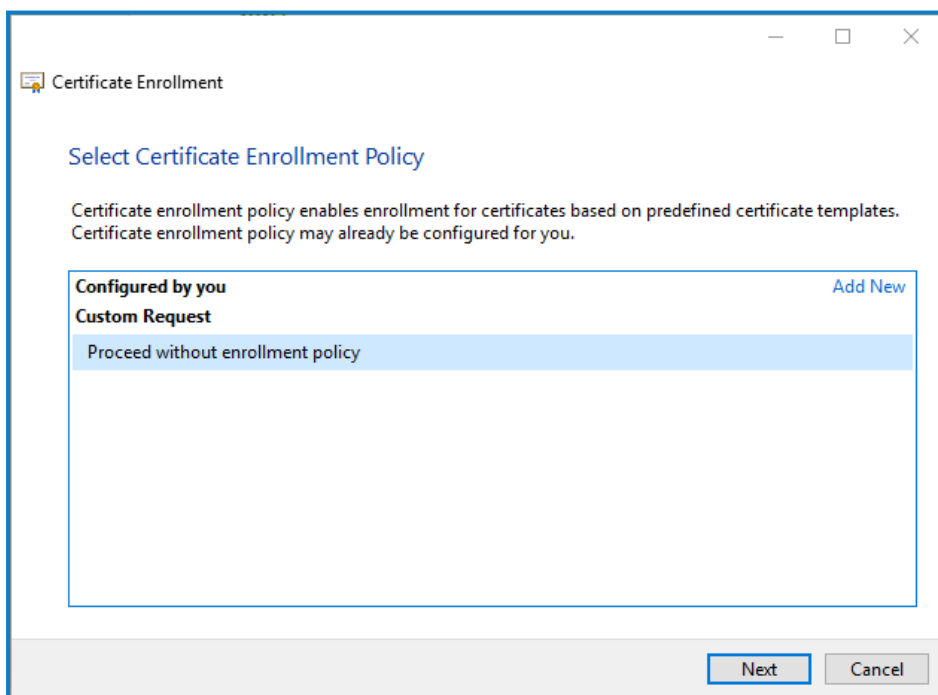 Certificate Enrollment
Select Certificate Enrollment Policy
Certificate enrollment policy enables enrollment for certificates based on predefined certificate templates.
Certificate enrollment policy may already be configured for you.
Configured by you
Add New
Custom Request
Proceed without enrollment policy
Next
Cancel